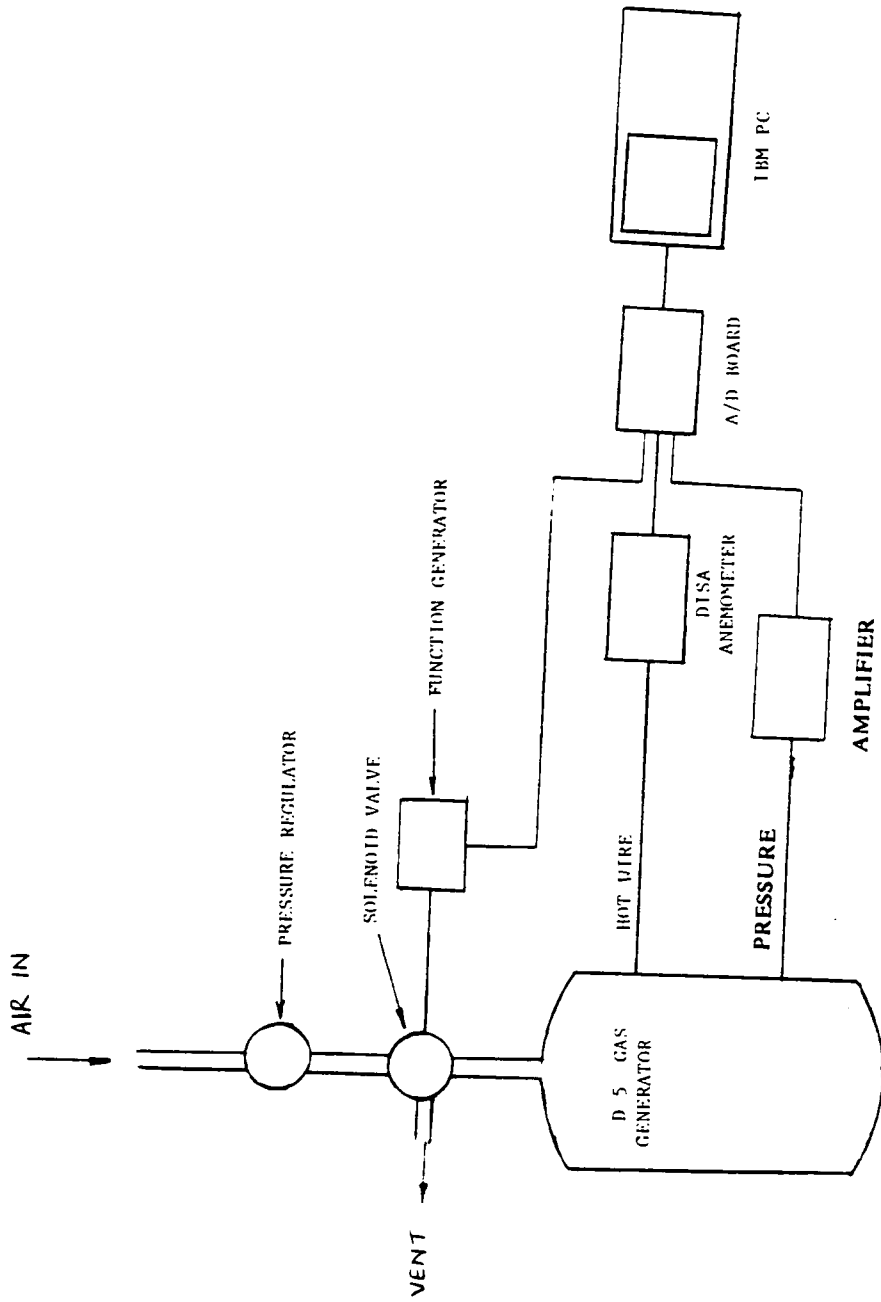 AIR IN
PRESSURE REGULATOR
SOLENOID VALVE
FUNCTION GENERATOR
VENT
D 5 GAS
GENERATOR
HOT WIRE
PRESSURE
DISA
ANEMOMETER
AMPLIFIER
A/D BOARD
IBM PC